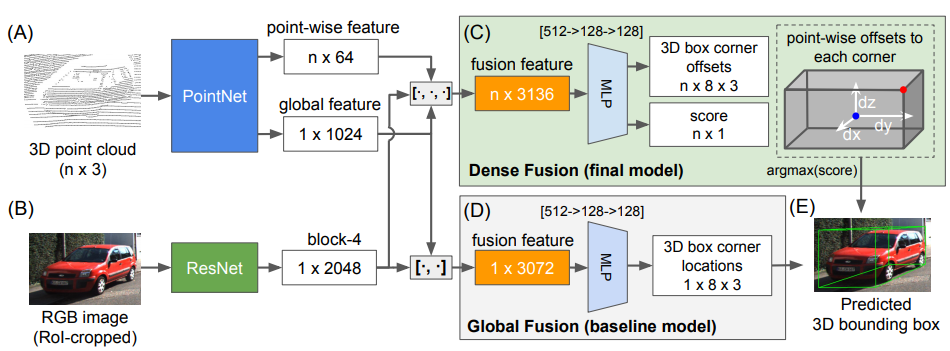 (A)
3D point cloud
(n x 3)
PointNet
point-wise feature
n x 64
global feature
1 x 1024
[·, ·, ·]
(B)
RGB image
(RoI-cropped)
ResNet
block-4
1 x 2048
[·, ·]
(C)
fusion feature
n x 3136
[512->128->128]
MLP
3D box corner
offsets
n x 8 x 3
score
n x 1
Dense Fusion (final model)
point-wise offsets to
each corner
dz
dx
dy
argmax(score)
(D)
fusion feature
1 x 3072
[512->128->128]
MLP
3D box corner
locations
1 x 8 x 3
Global Fusion (baseline model)
(E)
Predicted
3D bounding box